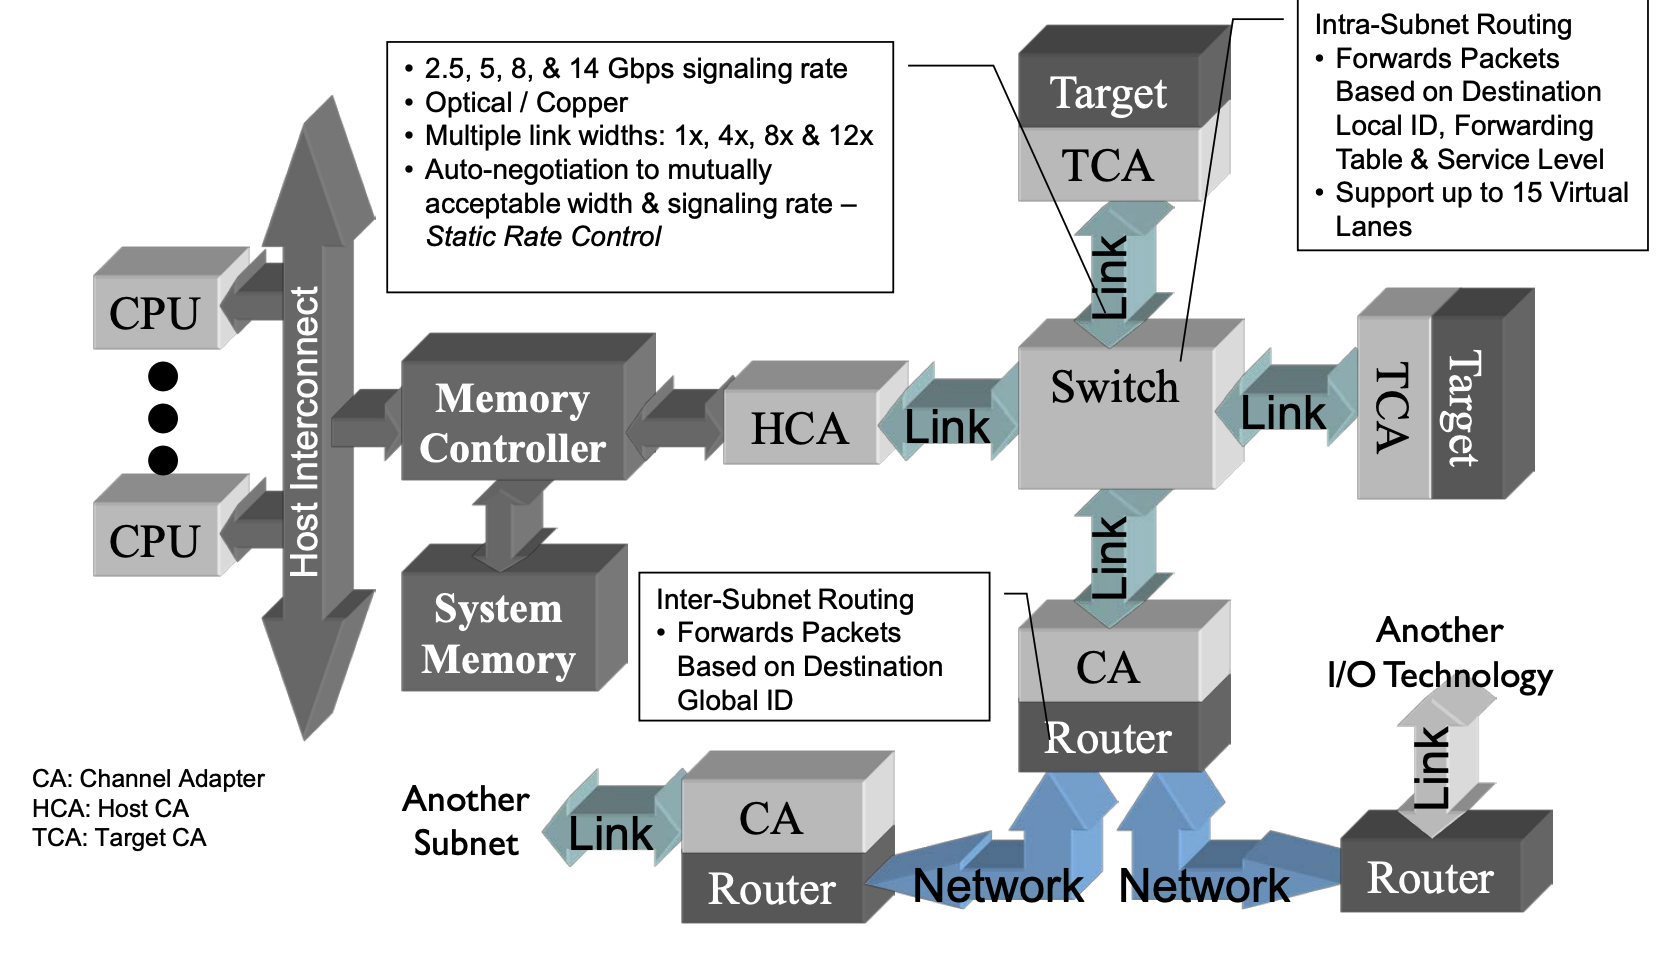 • 2.5, 5, 8, & 14 Gbps signaling rate
• Optical / Copper
• Multiple link widths: 1x, 4x, 8x & 12x
• Auto-negotiation to mutually
acceptable width & signaling rate –
Static Rate Control
Intra-Subnet Routing
• Forwards Packets
Based on Destination
Local ID, Forwarding
Table & Service Level
• Support up to 15 Virtual
Lanes
Target
TCA
Link
CPU
CPU
Host Interconnect
Memory
Controller
System
Memory
HCA
Link
Switch
Link
TCA
Target
Link
Inter-Subnet Routing
• Forwards Packets
Based on Destination
Global ID
CA
Router
Another
I/O Technology
Link
Router
Network
Network
CA
Router
Link
Another
Subnet
CA: Channel Adapter
HCA: Host CA
TCA: Target CA